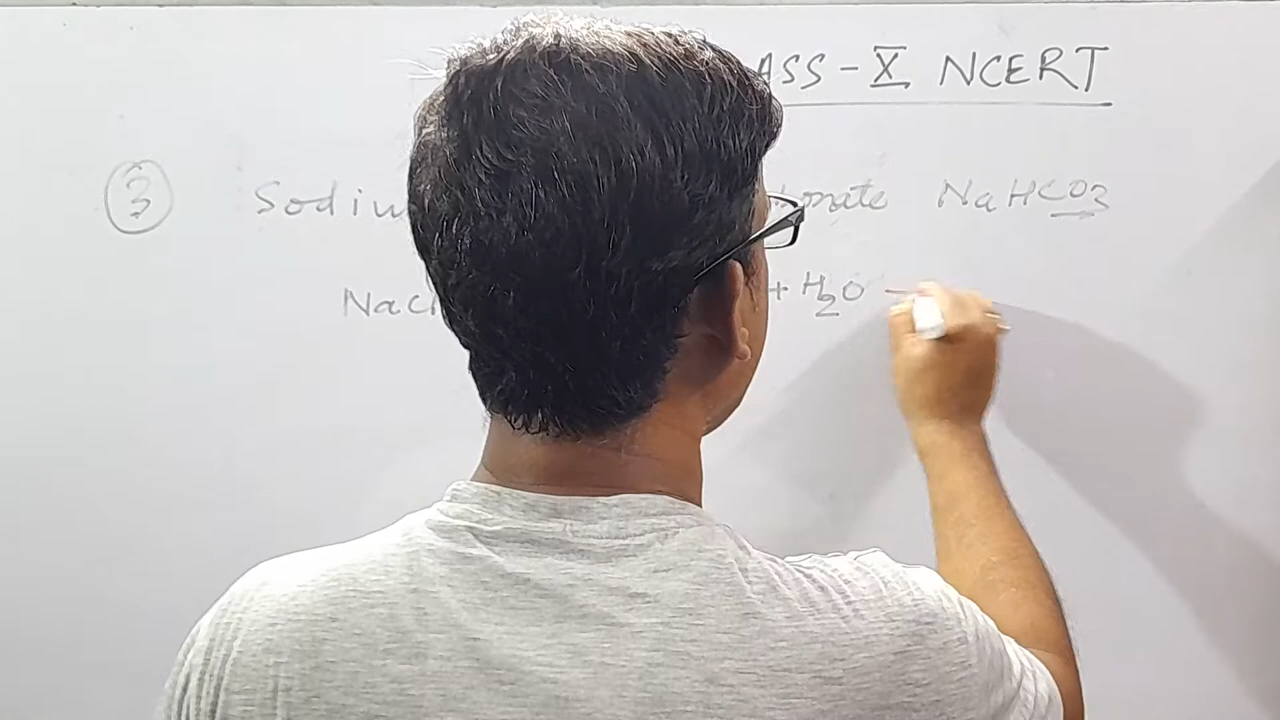 ASS-X NCERT
3 Sodiu onate NaHCO3
NaCl + H2O